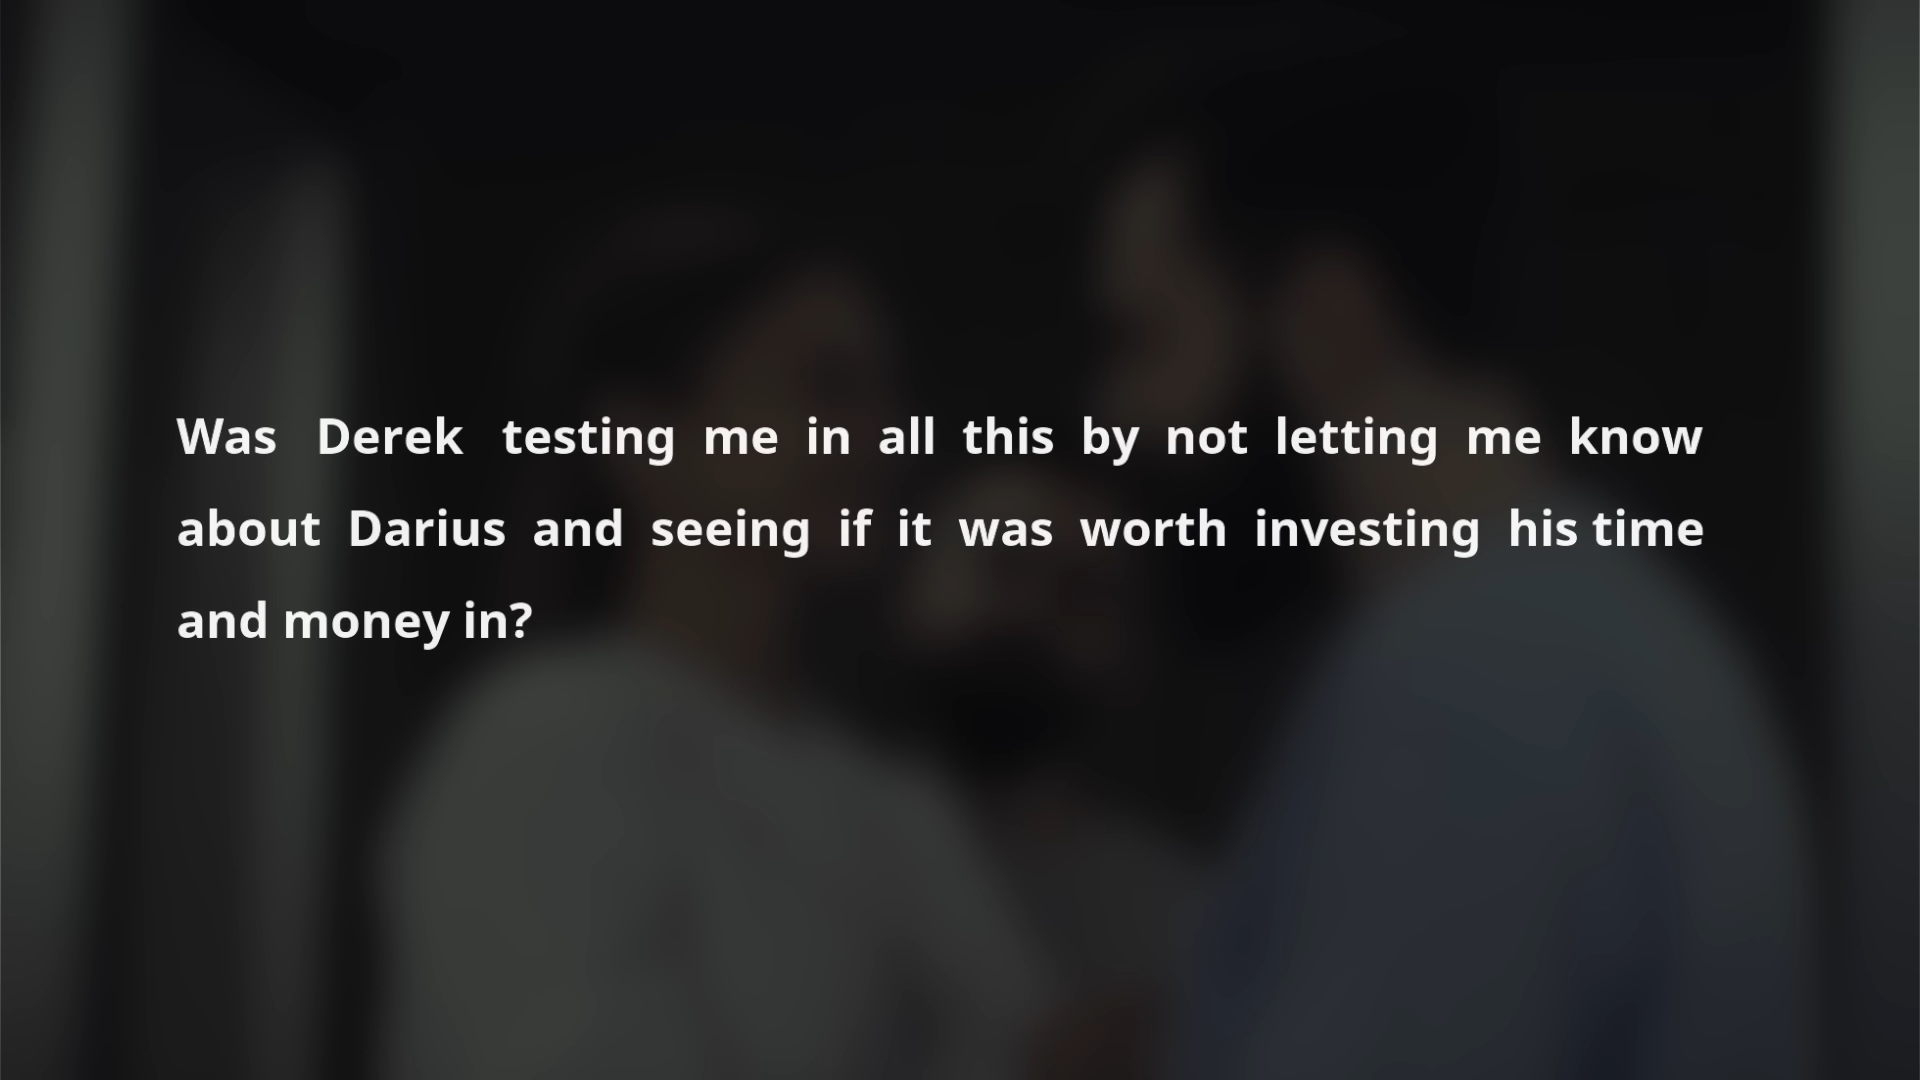 Was Derek testing me in all this by not letting me know
about Darius and seeing if it was worth investing his time
and money in?